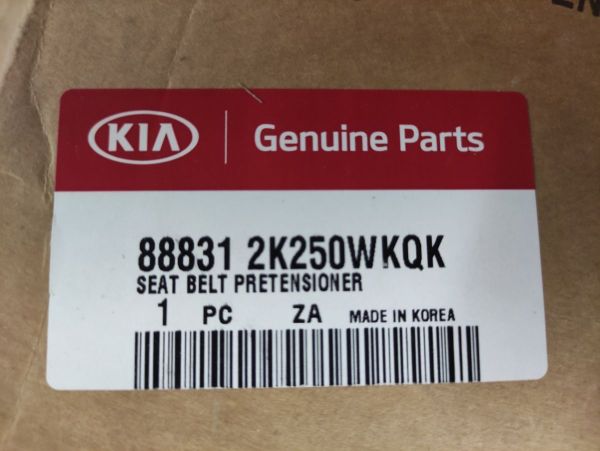 KIA Genuine Parts
88831 2K250WKQK
SEAT BELT PRETENSIONER
1 PC ZA MADE IN KOREA